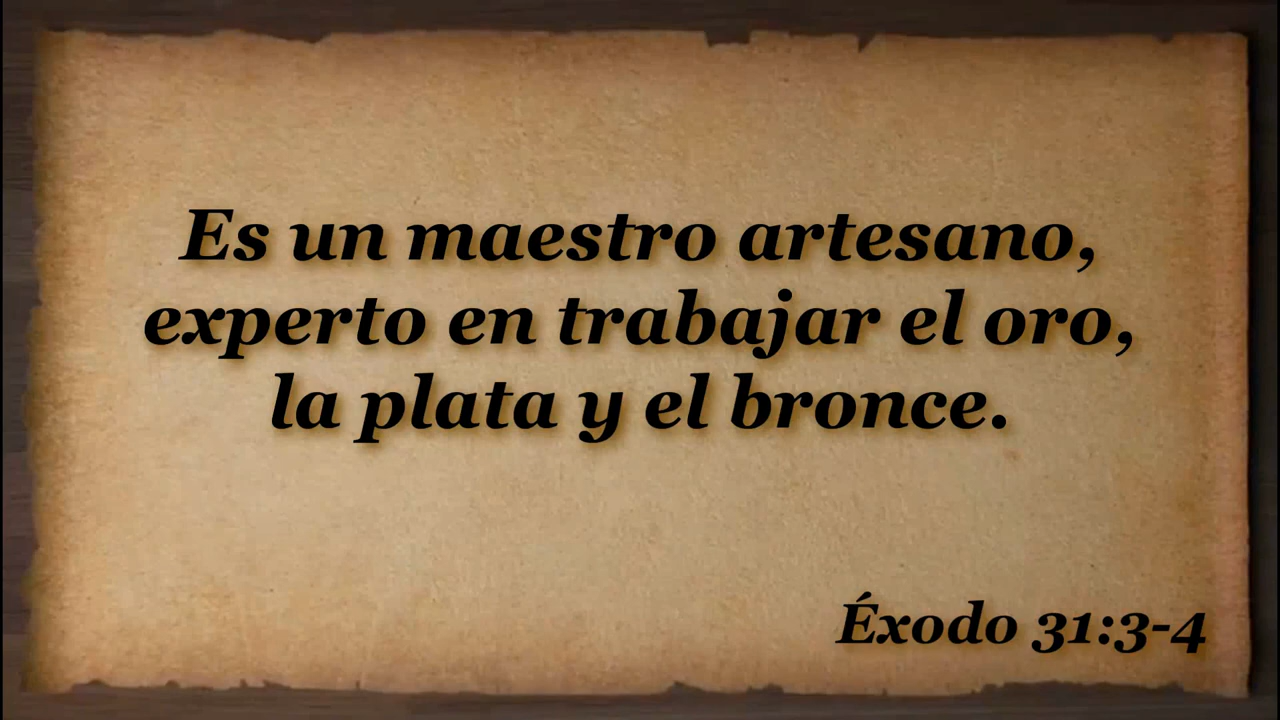 Es un maestro artesano,
experto en trabajar el oro,
la plata y el bronce.
Éxodo 31:3-4